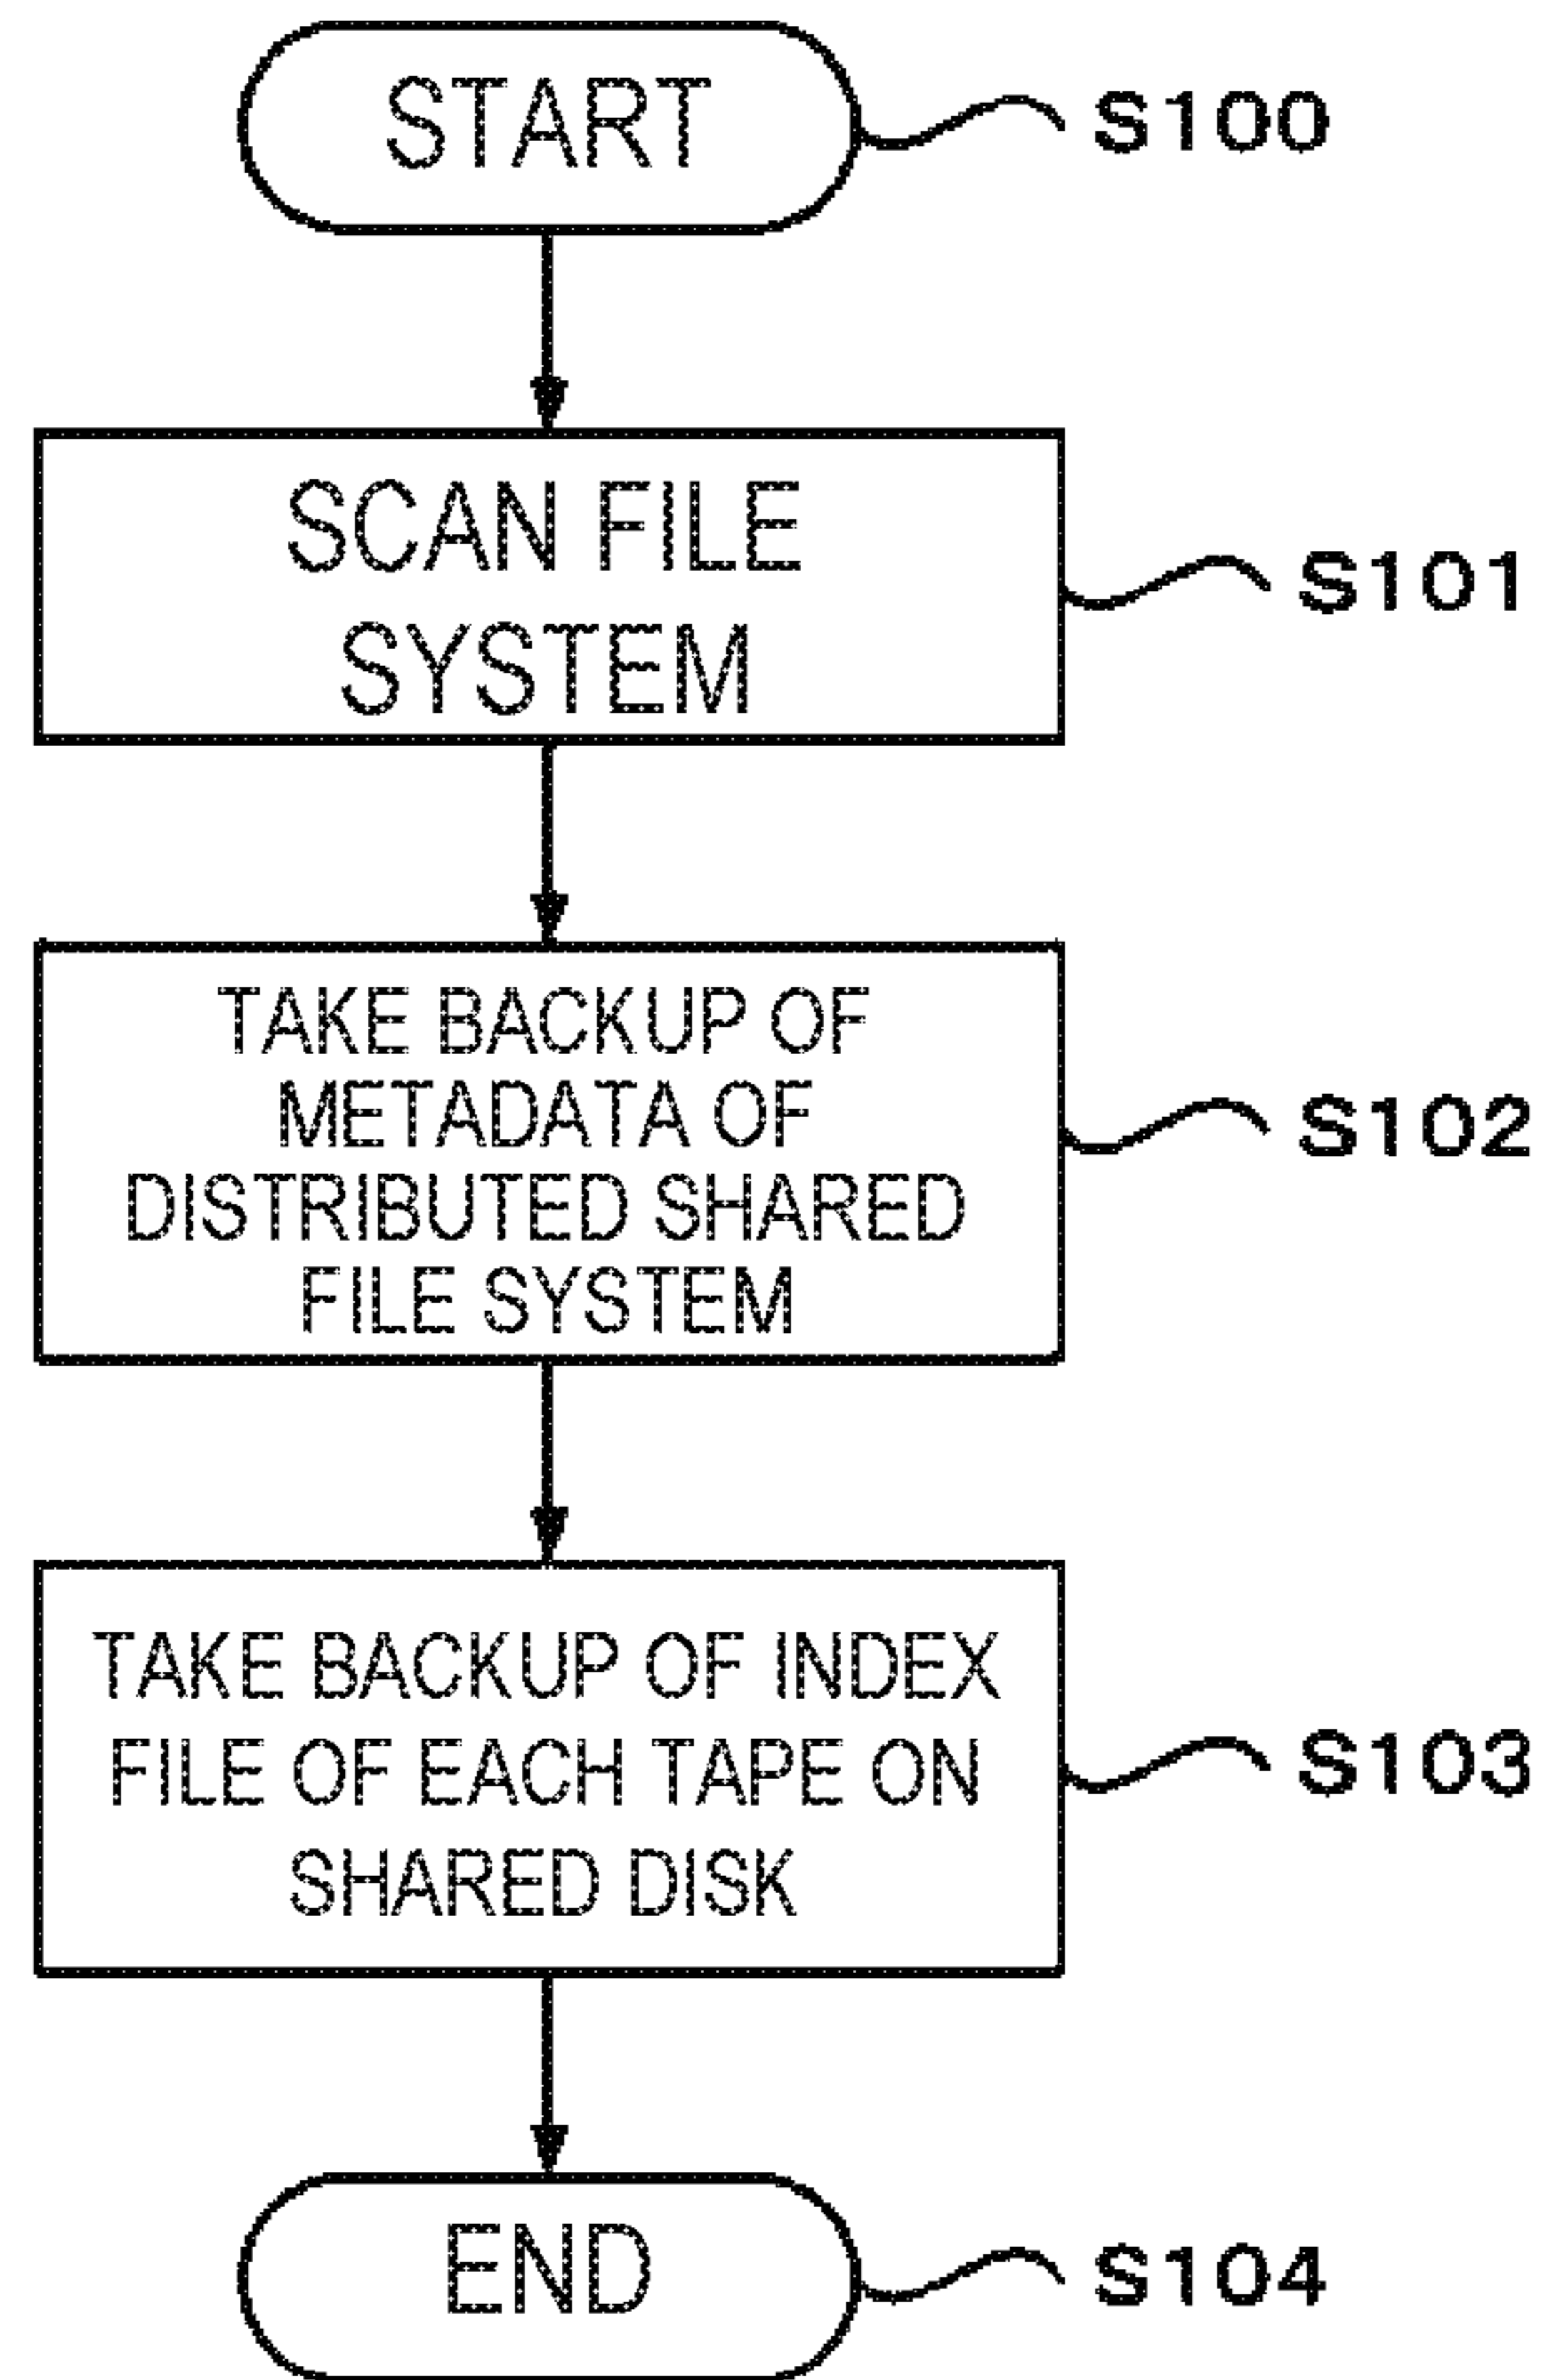 START
S100
SCAN FILE
SYSTEM
S101
TAKE BACKUP OF
METADATA OF
DISTRIBUTED SHARED
FILE SYSTEM
S102
TAKE BACKUP OF INDEX
FILE OF EACH TAPE ON
SHARED DISK
S103
END
S104